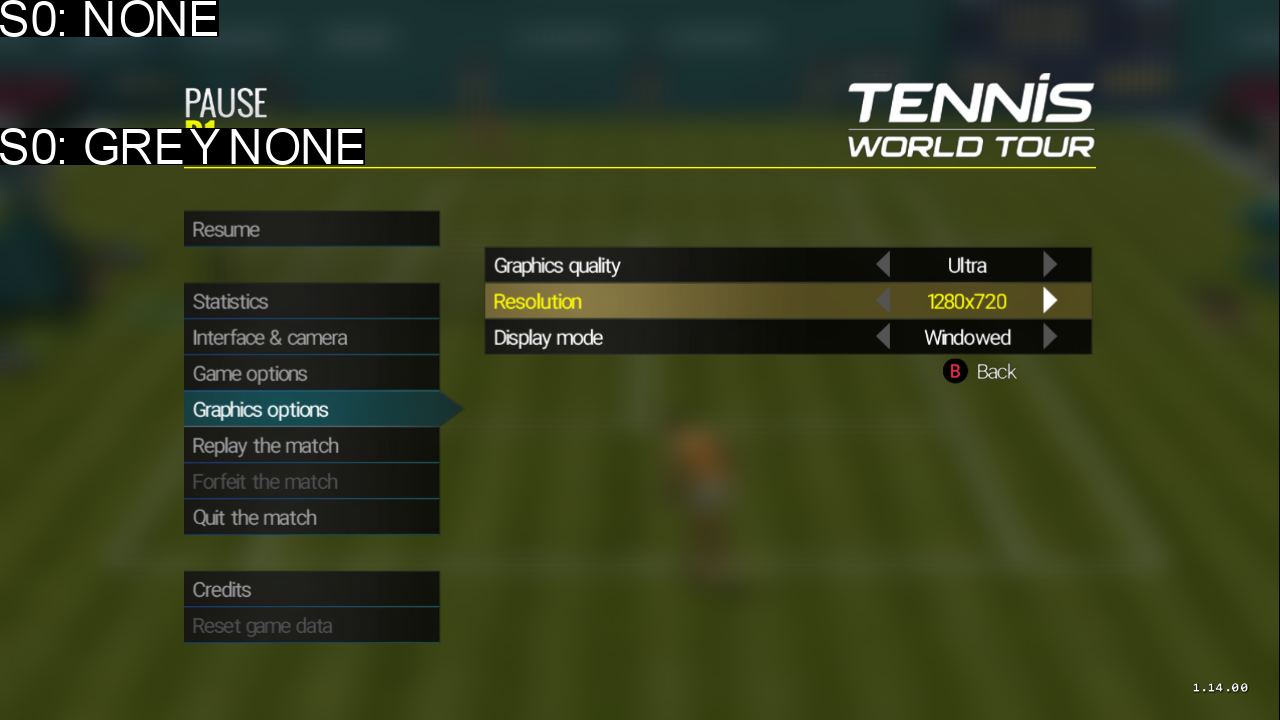 S0: NONE
PAUSE
TENNIS
WORLD TOUR
S0: GREY NONE
Resume
Graphics quality Ultra
Resolution 1280x720
Display mode Windowed
B Back
Statistics
Interface & camera
Game options
Graphics options
Replay the match
Forfeit the match
Quit the match
Credits
Reset game data
1.14.00